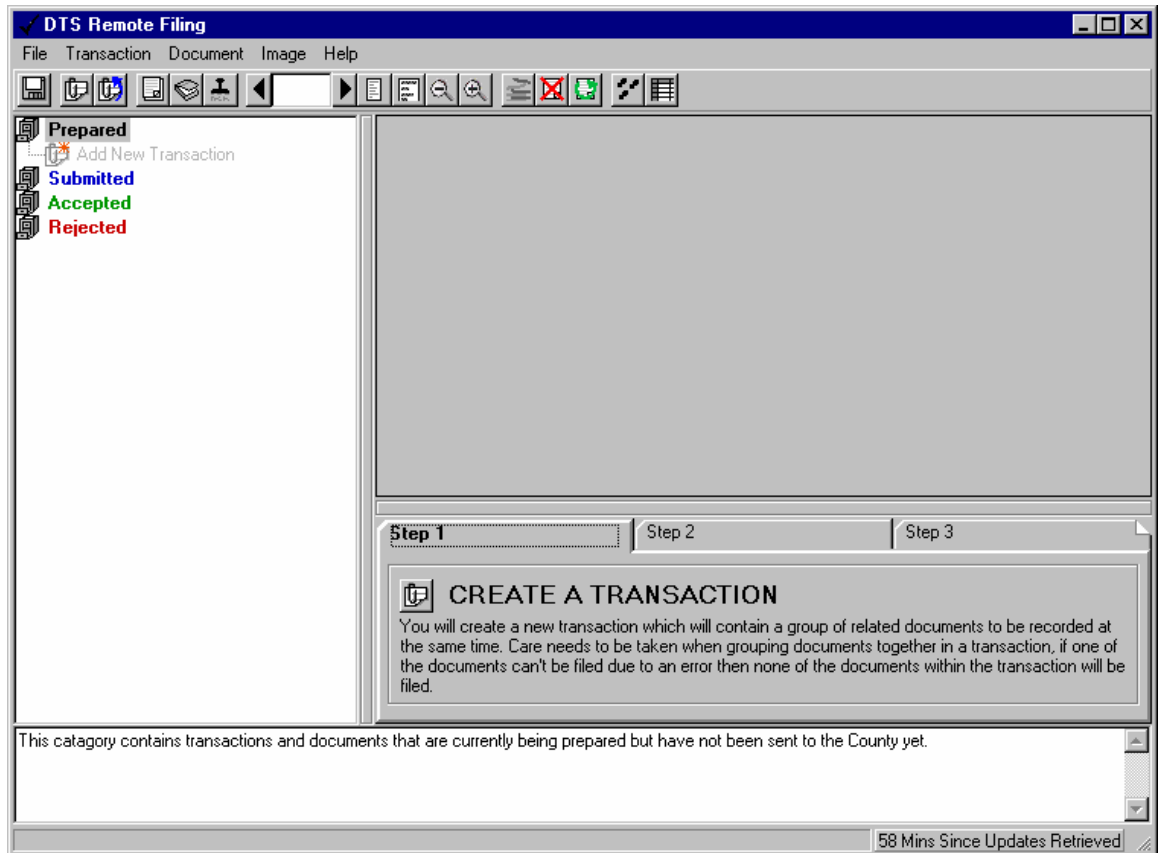 DTS Remote Filing
File Transaction Document Image Help
Prepared
Add New Transaction
Submitted
Accepted
Rejected
Step 1 Step 2 Step 3
CREATE A TRANSACTION
You will create a new transaction which will contain a group of related documents to be recorded at
the same time. Care needs to be taken when grouping documents together in a transaction, if one of
the documents can't be filed due to an error then none of the documents within the transaction will be
filed.
This catagory contains transactions and documents that are currently being prepared but have not been sent to the County yet.
58 Mins Since Updates Retrieved